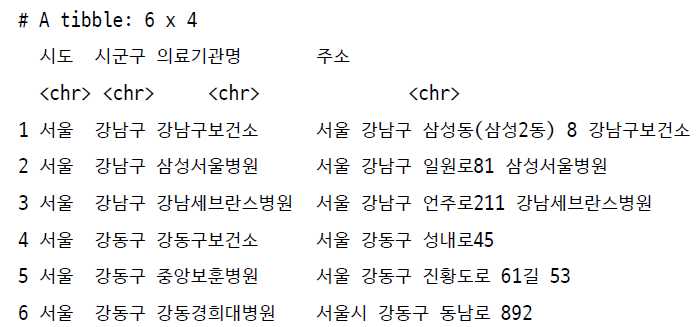 # A tibble: 6 x 4
시도 시군구 의료기관명 주소
<chr> <chr> <chr> <chr>
1 서울 강남구 강남구보건소 서울 강남구 삼성동(삼성2동) 8 강남구보건소
2 서울 강남구 삼성서울병원 서울 강남구 일원로81 삼성서울병원
3 서울 강남구 강남세브란스병원 서울 강남구 언주로211 강남세브란스병원
4 서울 강동구 강동구보건소 서울 강동구 성내로45
5 서울 강동구 중앙보훈병원 서울 강동구 진황도로 61길 53
6 서울 강동구 강동경희대병원 서울시 강동구 동남로 892